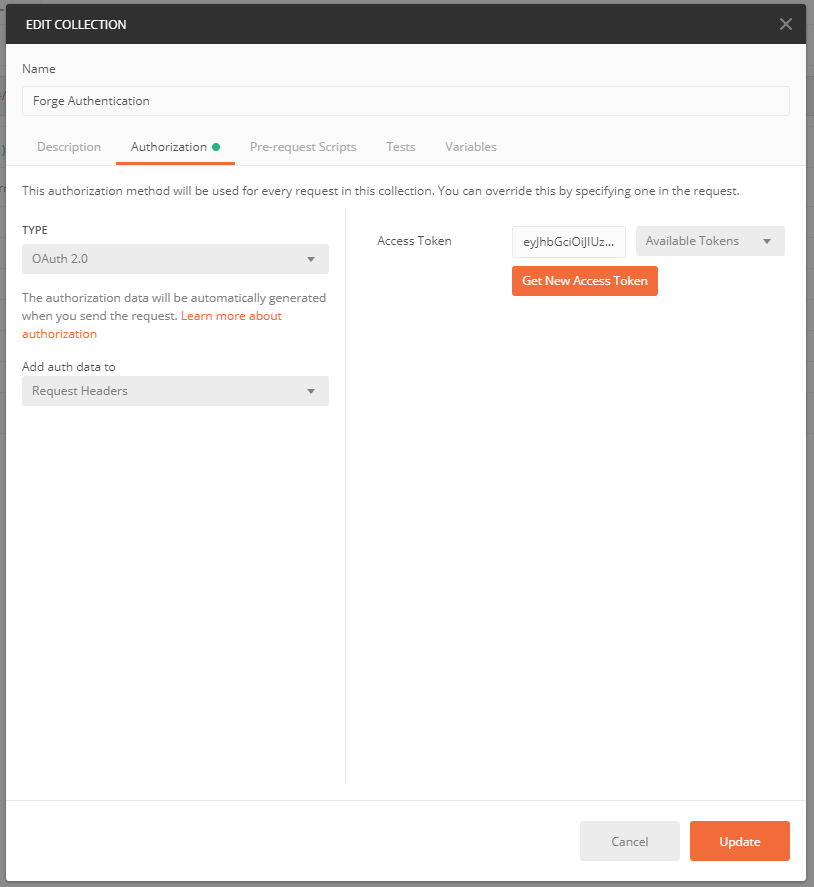 EDIT COLLECTION
Name
Forge Authentication
Description
Authorization
Pre-request Scripts
Tests
Variables
This authorization method will be used for every request in this collection. You can override this by specifying one in the request.
TYPE
OAuth 2.0
The authorization data will be automatically generated
when you send the request. Learn more about
authorization
Add auth data to
Request Headers
Access Token
eyJhbGciOiJIUz...
Available Tokens
Get New Access Token
Cancel
Update